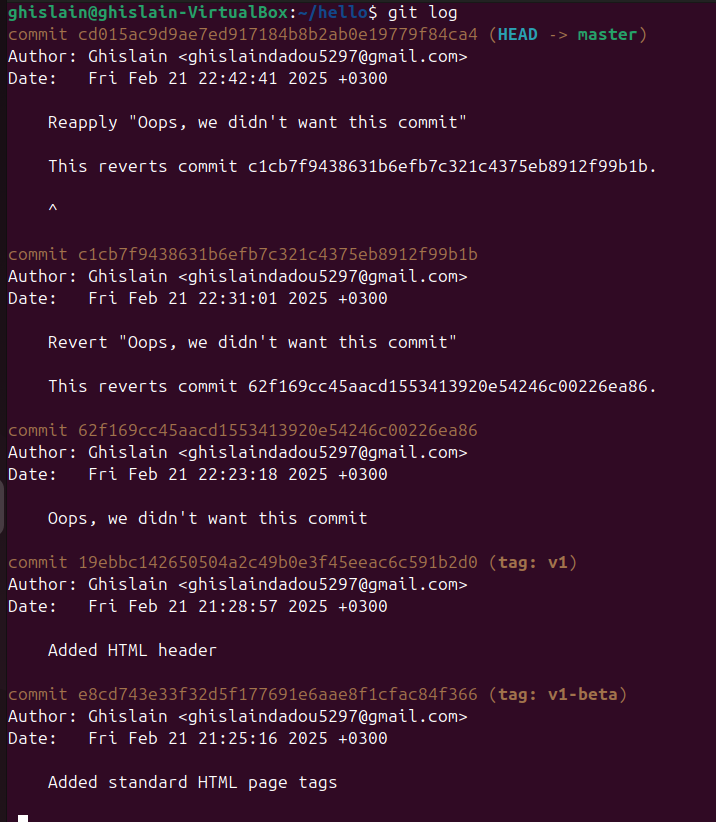 ghislain@ghislain-VirtualBox:~/hello$ git log
commit cd015ac9d9ae7ed917184b8b2ab0e19779f84ca4 (HEAD -> master)
Author: Ghislain <ghislaindadou5297@gmail.com>
Date:   Fri Feb 21 22:42:41 2025 +0300
Reapply "Oops, we didn't want this commit"
This reverts commit c1cb7f9438631b6efb7c321c4375eb8912f99b1b.
^
commit c1cb7f9438631b6efb7c321c4375eb8912f99b1b
Author: Ghislain <ghislaindadou5297@gmail.com>
Date:   Fri Feb 21 22:31:01 2025 +0300
Revert "Oops, we didn't want this commit"
This reverts commit 62f169cc45aacd1553413920e54246c00226ea86.
commit 62f169cc45aacd1553413920e54246c00226ea86
Author: Ghislain <ghislaindadou5297@gmail.com>
Date:   Fri Feb 21 22:23:18 2025 +0300
Oops, we didn't want this commit
commit 19ebbc142650504a2c49b0e3f45eeac6c591b2d0 (tag: v1)
Author: Ghislain <ghislaindadou5297@gmail.com>
Date:   Fri Feb 21 21:28:57 2025 +0300
Added HTML header
commit e8cd743e33f32d5f177691e6aae8f1cfac84f366 (tag: v1-beta)
Author: Ghislain <ghislaindadou5297@gmail.com>
Date:   Fri Feb 21 21:25:16 2025 +0300
Added standard HTML page tags